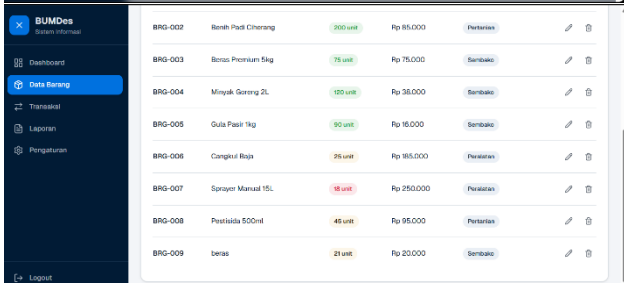 BUMDes
Sistem Informasi
Dashboard
Data Barang
Transaksi
Laporan
Pengaturan
Logout
BRG-002 Benih Padi Ciherang 200 unit Rp 85.000 Pertanian
BRG-003 Beras Premium 5kg 75 unit Rp 75.000 Sembako
BRG-004 Minyak Goreng 2L 120 unit Rp 38.000 Sembako
BRG-005 Gula Pasir 1kg 90 unit Rp 16.000 Sembako
BRG-006 Cangkul Baja 25 unit Rp 185.000 Peralatan
BRG-007 Sprayer Manual 15L 18 unit Rp 250.000 Peralatan
BRG-008 Pestisida 500ml 45 unit Rp 95.000 Pertanian
BRG-009 beras 21 unit Rp 20.000 Sembako